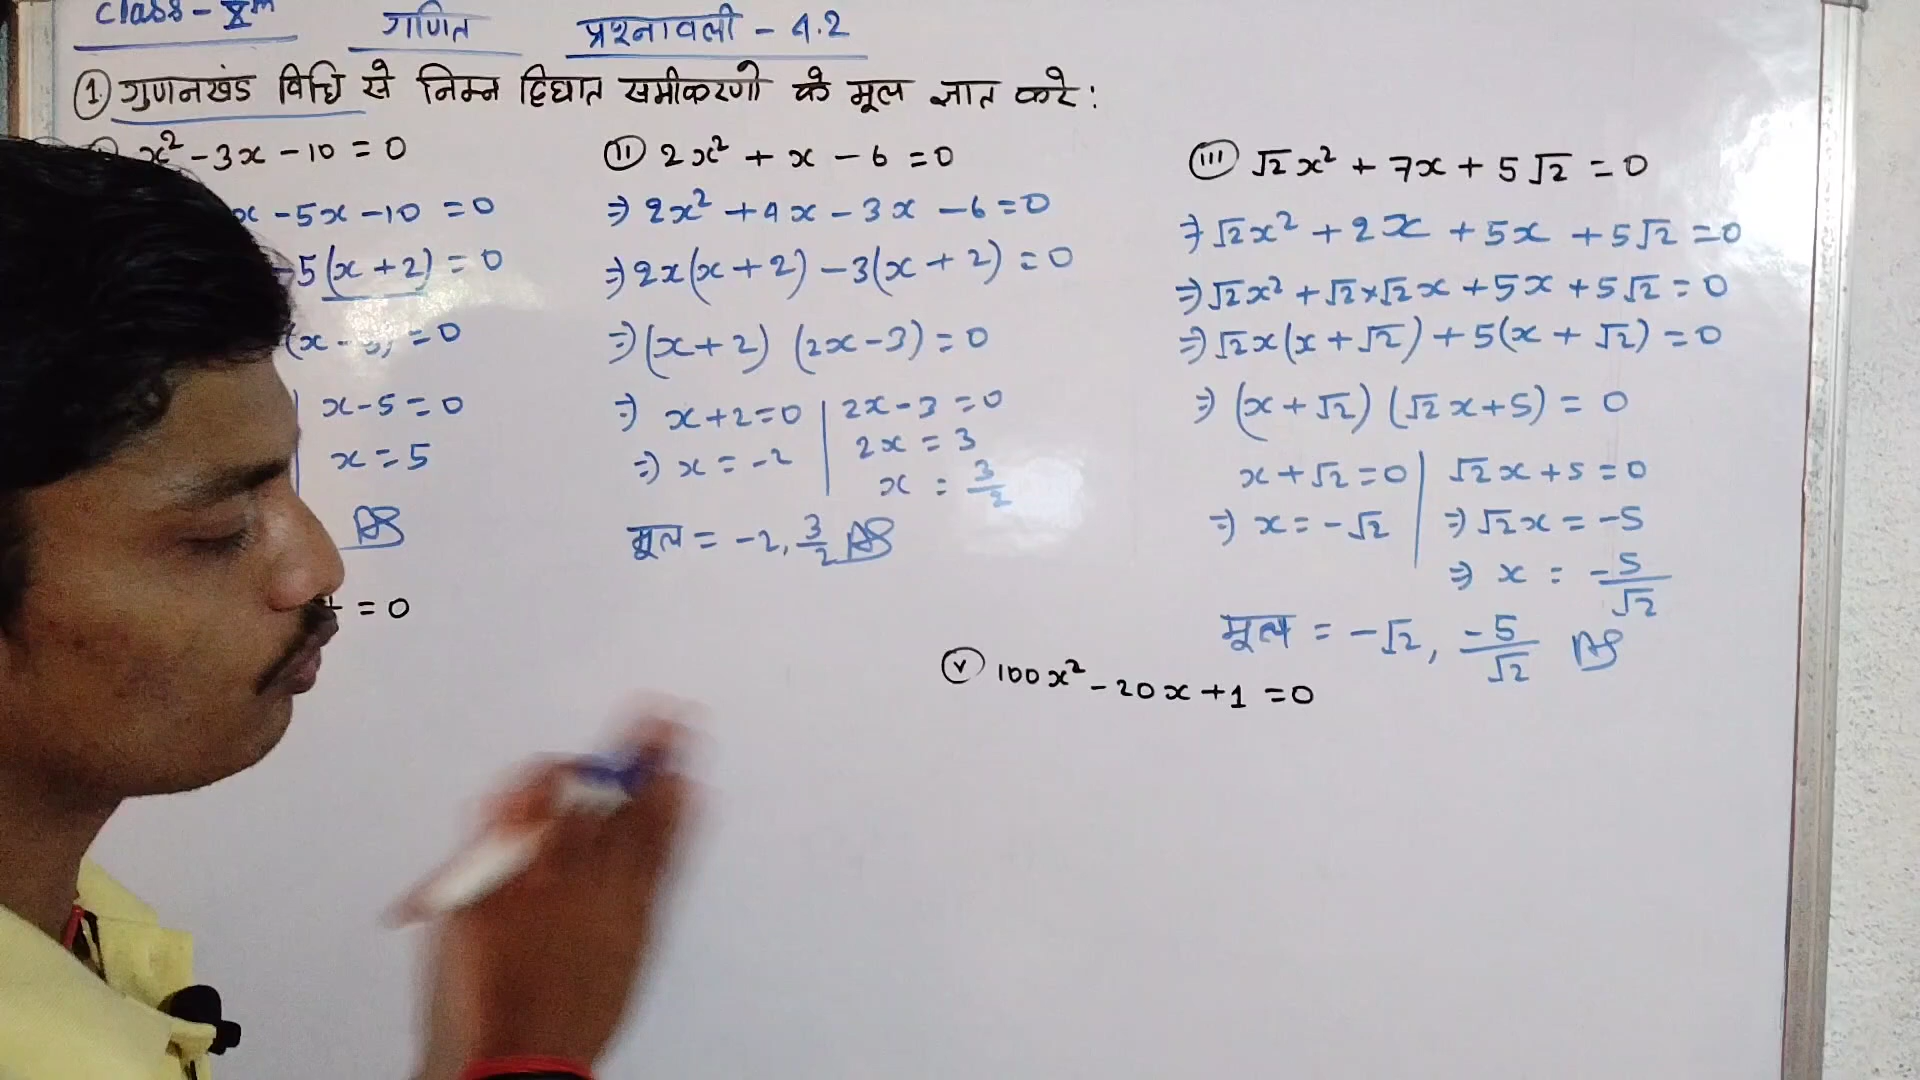 Class - Xth गणित प्रश्नावली - 4.2
① गुणनखंड विधि से निम्न द्विघात समीकरणो के मूल ज्ञात करे :
x² - 3x - 10 = 0
x - 5x - 10 = 0
- 5(x + 2) = 0
(x - 5) = 0
x - 5 = 0
x = 5
= 0
(ii) 2x² + x - 6 = 0
⇒ 2x² + 4x - 3x - 6 = 0
⇒ 2x(x + 2) - 3(x + 2) = 0
⇒ (x + 2) (2x - 3) = 0
⇒ x + 2 = 0 | 2x - 3 = 0
⇒ x = -2 | 2x = 3
x = 3/2
मूल = -2, 3/2
(iii) √2x² + 7x + 5√2 = 0
⇒ √2x² + 2x + 5x + 5√2 = 0
⇒ √2x² + √2×√2x + 5x + 5√2 = 0
⇒ √2x(x + √2) + 5(x + √2) = 0
⇒ (x + √2) (√2x + 5) = 0
x + √2 = 0 | √2x + 5 = 0
⇒ x = -√2 | ⇒ √2x = -5
⇒ x = -5/√2
मूल = -√2, -5/√2
(v) 100x² - 20x + 1 = 0